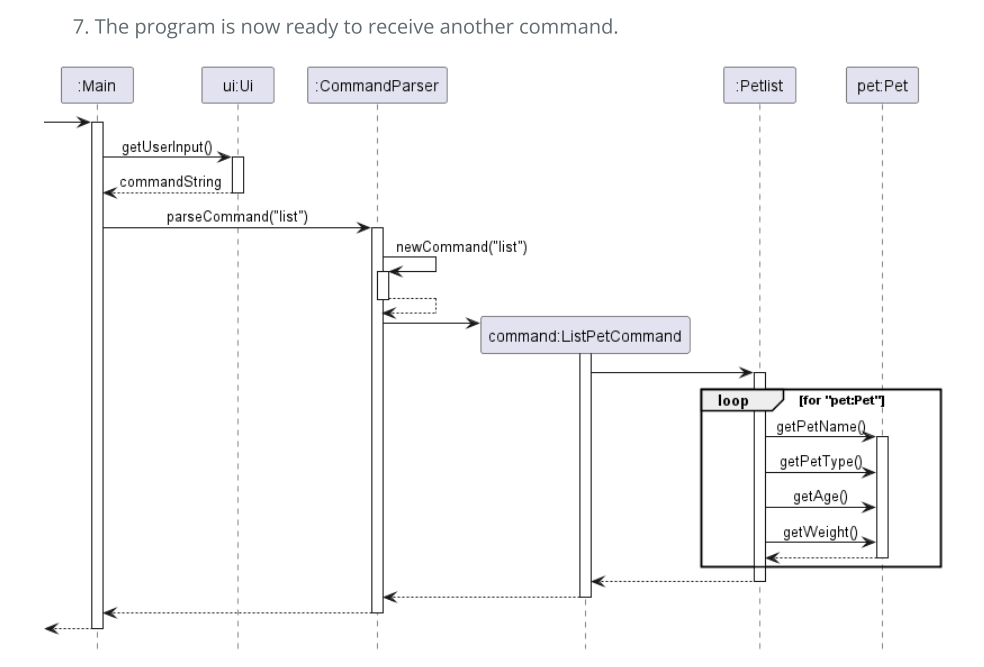 7. The program is now ready to receive another command.
:Main
ui:Ui
:CommandParser
:Petlist
pet:Pet
getUserInput()
commandString
parseCommand("list")
newCommand("list")
command:ListPetCommand
loop
[for "pet:Pet"]
getPetName()
getPetType()
getAge()
getWeight()